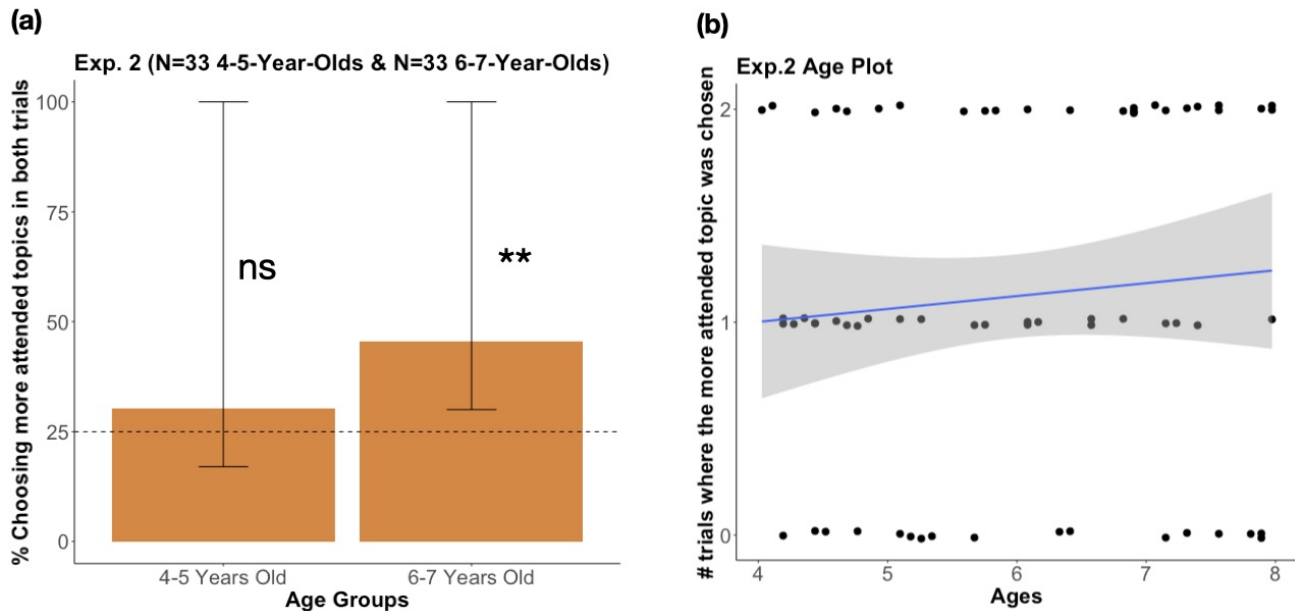 (a)
Exp. 2 (N=33 4-5-Year-Olds & N=33 6-7-Year-Olds)
% Choosing more attended topics in both trials
100
75
50
25
0
ns
**
4-5 Years Old
6-7 Years Old
Age Groups
(b)
Exp.2 Age Plot
# trials where the more attended topic was chosen
2
1
0
4
5
6
7
8
Ages